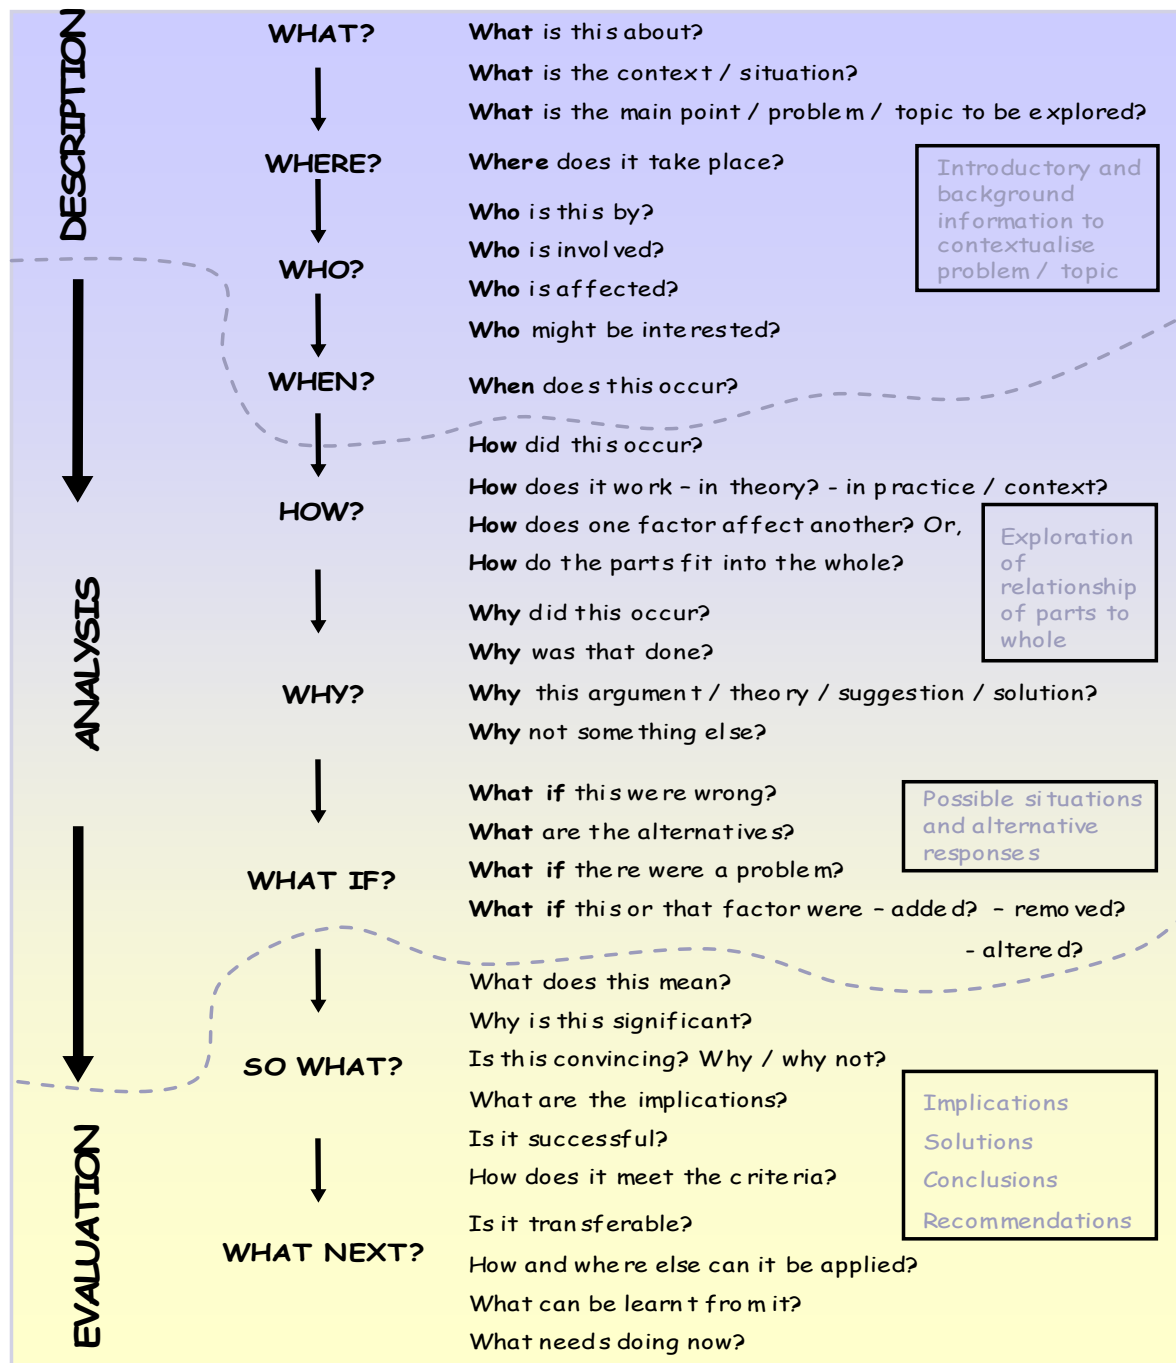 DESCRIPTION
WHAT?
What is this about?
What is the context / situation?
What is the main point / problem / topic to be explored?
WHERE?
Where does it take place?
Introductory and
background
information to
contextualise
problem / topic
WHO?
Who is this by?
Who is involved?
Who is affected?
Who might be interested?
WHEN?
When does this occur?
ANALYSIS
HOW?
How did this occur?
How does it work – in theory? - in practice / context?
How does one factor affect another? Or,
How do the parts fit into the whole?
Exploration
of
relationship
of parts to
whole
WHY?
Why did this occur?
Why was that done?
Why this argument / theory / suggestion / solution?
Why not something else?
WHAT IF?
What if this were wrong?
What are the alternatives?
What if there were a problem?
What if this or that factor were – added? – removed?
- altered?
Possible situations
and alternative
responses
EVALUATION
SO WHAT?
What does this mean?
Why is this significant?
Is this convincing? Why / why not?
What are the implications?
Is it successful?
How does it meet the criteria?
Implications
Solutions
Conclusions
Recommendations
WHAT NEXT?
Is it transferable?
How and where else can it be applied?
What can be learnt from it?
What needs doing now?